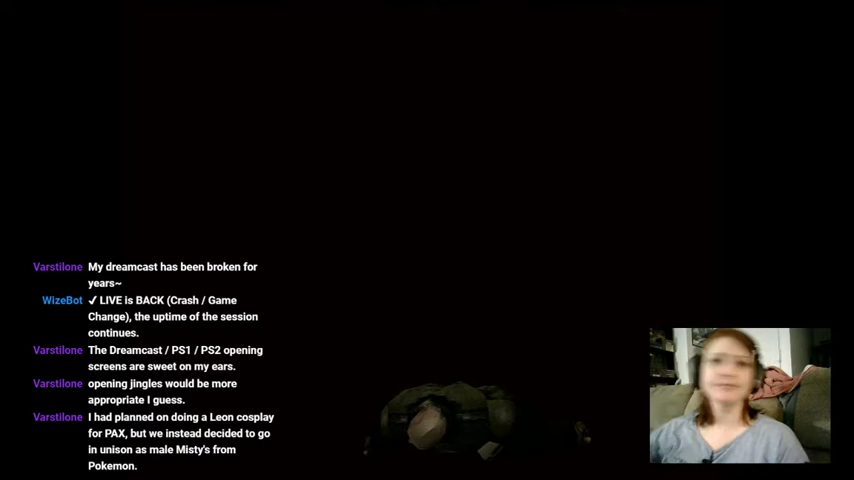 Varstilone My dreamcast has been broken for
years~
WizeBot ✓ LIVE is BACK (Crash / Game
Change), the uptime of the session
continues.
Varstilone The Dreamcast / PS1 / PS2 opening
screens are sweet on my ears.
Varstilone opening jingles would be more
appropriate I guess.
Varstilone I had planned on doing a Leon cosplay
for PAX, but we instead decided to go
in unison as male Misty's from
Pokemon.